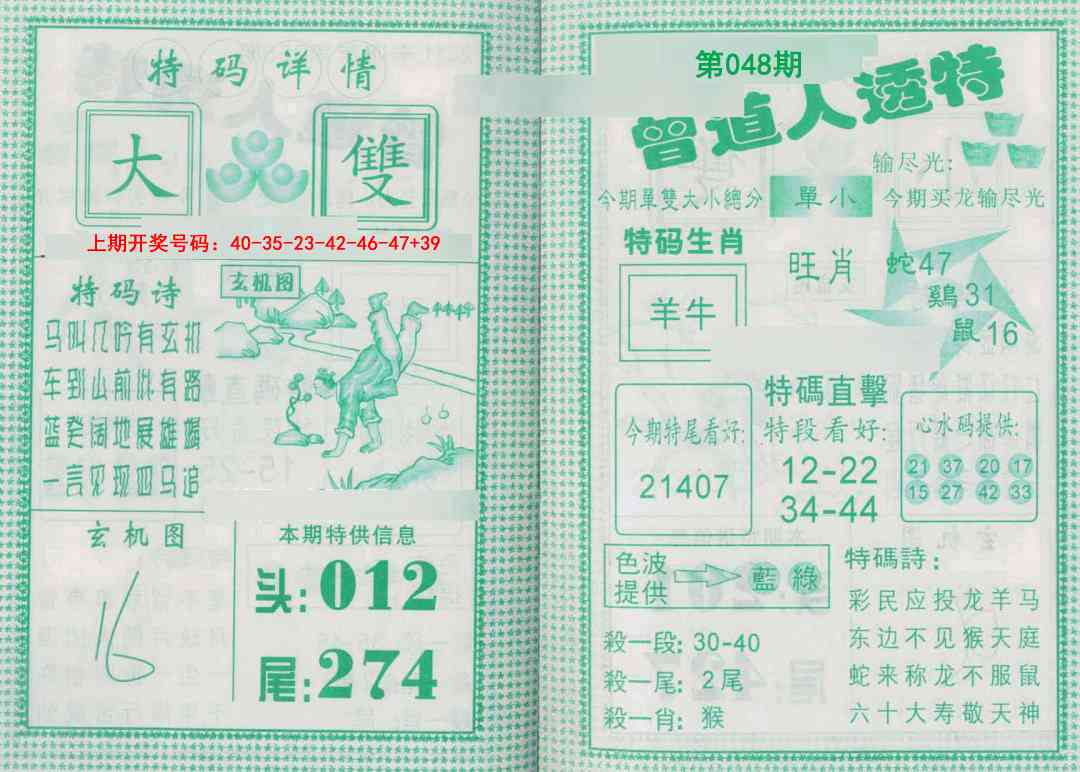 特码详情
大 雙
上期开奖号码：40-35-23-42-46-47+39
特码诗
马叫几吟有玄机
车到山前似有路
蓝癸阔地展雄姻
一言见现四马追
玄机图
玄机图
16
本期特供信息
头:012
尾:274
第048期
曾道人透特
输尽光:
今期單雙大小總分 單小 今期买龙输尽光
特码生肖
羊牛
旺肖
蛇47
鷄31
鼠16
今期特尾看好:
21407
特碼直擊
特段看好:
12-22
34-44
心水码提供:
21 37 20 17
15 27 42 33
色波
提供
藍 綠
殺一段: 30-40
殺一尾: 2尾
殺一肖: 猴
特碼詩:
彩民应投龙羊马
东边不见猴天庭
蛇来称龙不服鼠
六十大寿敬天神